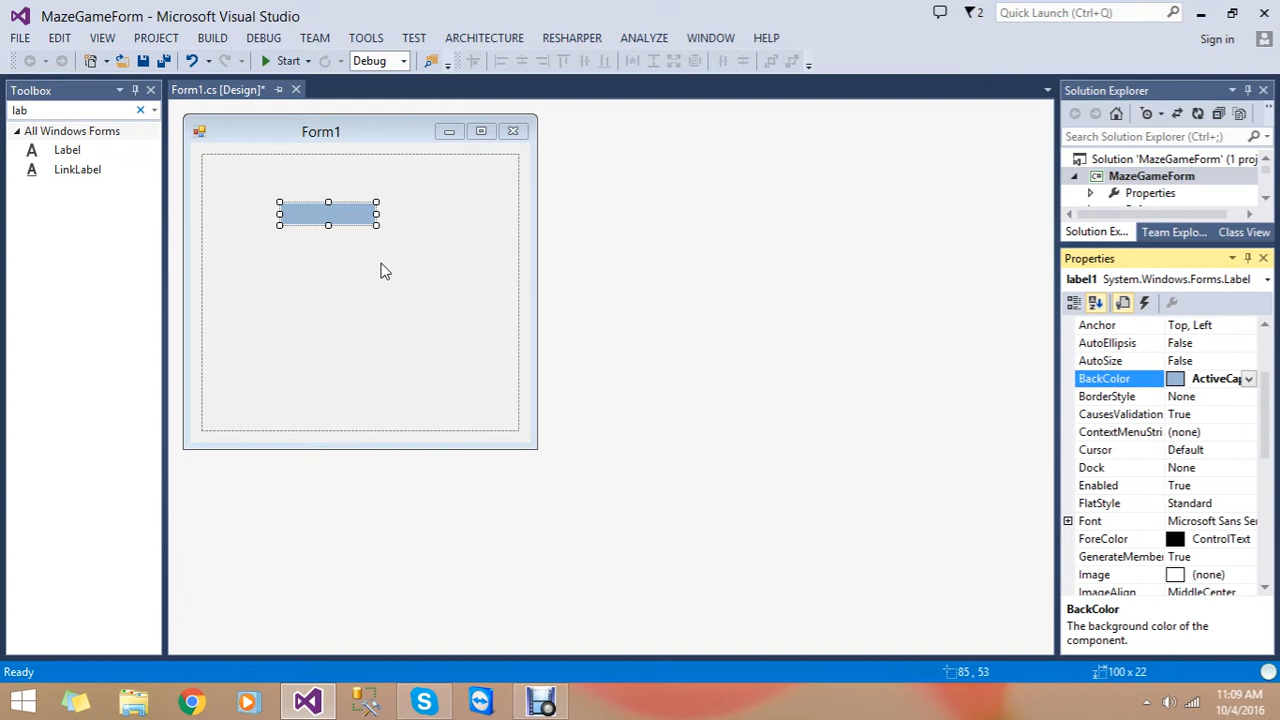 MazeGameForm - Microsoft Visual Studio
2
Quick Launch (Ctrl+Q)
FILE EDIT VIEW PROJECT BUILD DEBUG TEAM TOOLS TEST ARCHITECTURE RESHARPER ANALYZE WINDOW HELP
Sign in
Start Debug
Toolbox
lab
All Windows Forms
A Label
A LinkLabel
Form1.cs [Design]*
Form1
Solution Explorer
Search Solution Explorer (Ctrl+;)
Solution 'MazeGameForm' (1 proj
C# MazeGameForm
Properties
Solution Ex... Team Explo... Class View
Properties
label1 System.Windows.Forms.Label
Anchor Top, Left
AutoEllipsis False
AutoSize False
BackColor ActiveCap
BorderStyle None
CausesValidation True
ContextMenuStri (none)
Cursor Default
Dock None
Enabled True
FlatStyle Standard
Font Microsoft Sans Se
ForeColor ControlText
GenerateMember True
Image (none)
ImageAlign MiddleCenter
BackColor
The background color of the
component.
Ready
85 , 53
100 x 22
11:09 AM
10/4/2016